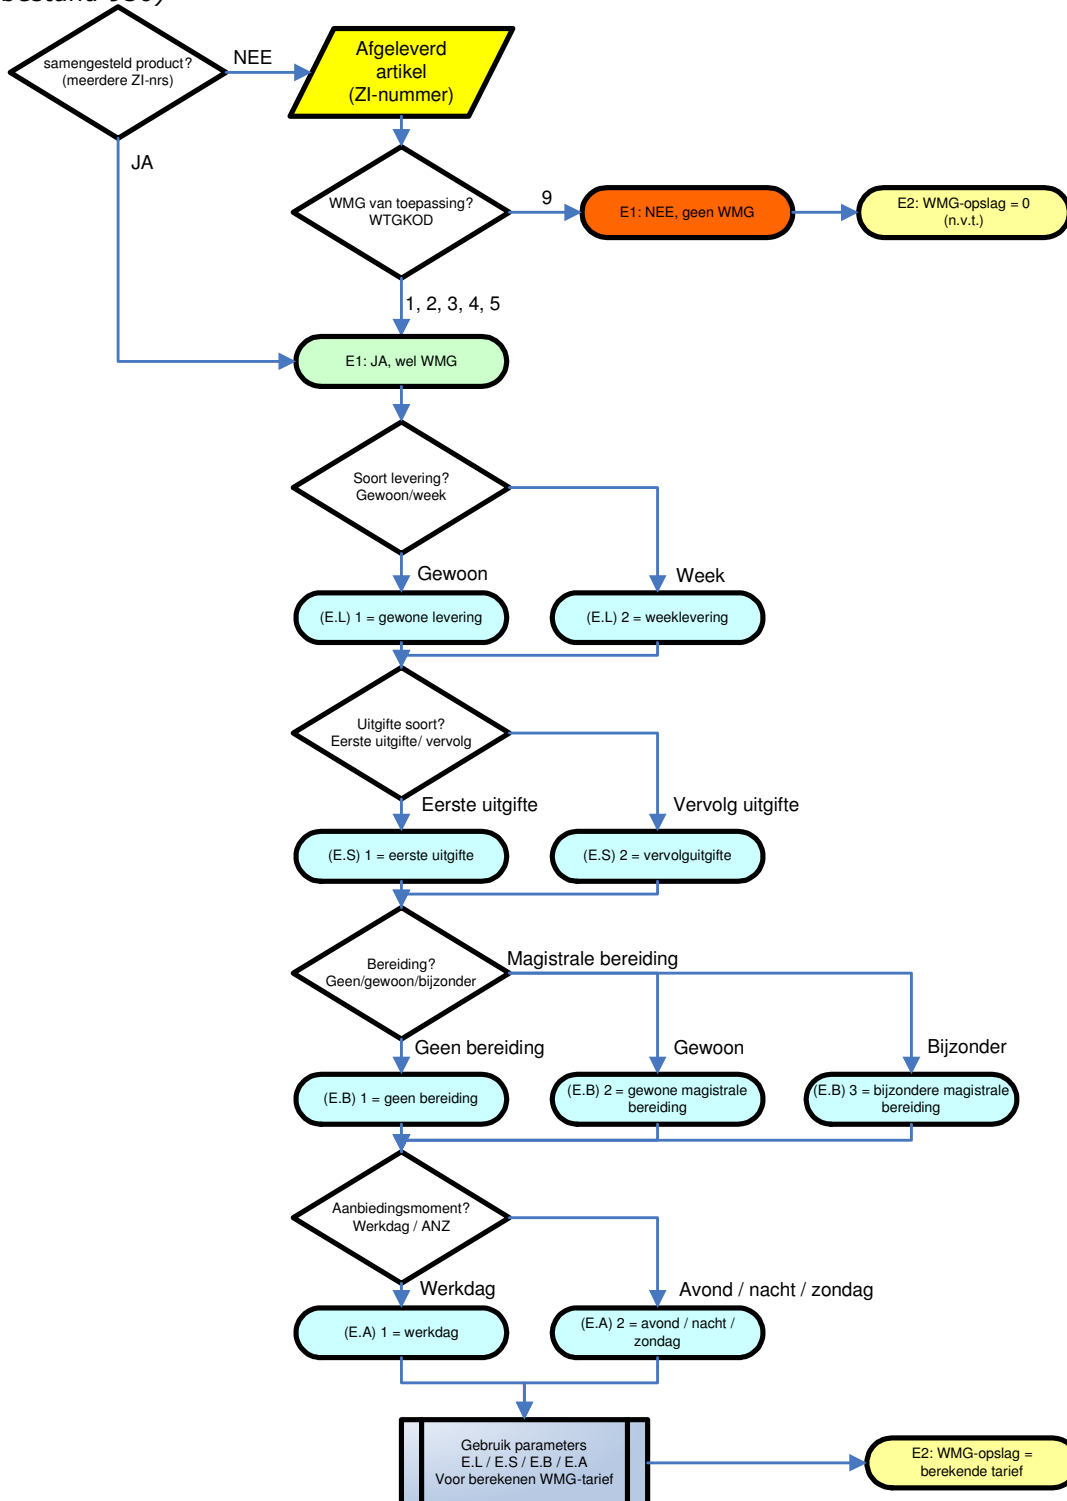 bestand 930)
samengesteld product?
(meerdere ZI-nrs)
NEE
Afgeleverd
artikel
(ZI-nummer)
JA
WMG van toepassing?
WTGKOD
9
E1: NEE, geen WMG
E2: WMG-opslag = 0
(n.v.t.)
1, 2, 3, 4, 5
E1: JA, wel WMG
Soort levering?
Gewoon/week
Gewoon
Week
(E.L) 1 = gewone levering
(E.L) 2 = weeklevering
Uitgifte soort?
Eerste uitgifte/ vervolg
Eerste uitgifte
Vervolg uitgifte
(E.S) 1 = eerste uitgifte
(E.S) 2 = vervolguitgifte
Bereiding?
Geen/gewoon/bijzonder
Magistrale bereiding
Geen bereiding
Gewoon
Bijzonder
(E.B) 1 = geen bereiding
(E.B) 2 = gewone magistrale
bereiding
(E.B) 3 = bijzondere magistrale
bereiding
Aanbiedingsmoment?
Werkdag / ANZ
Werkdag
Avond / nacht / zondag
(E.A) 1 = werkdag
(E.A) 2 = avond / nacht /
zondag
Gebruik parameters
E.L / E.S / E.B / E.A
Voor berekenen WMG-tarief
E2: WMG-opslag =
berekende tarief